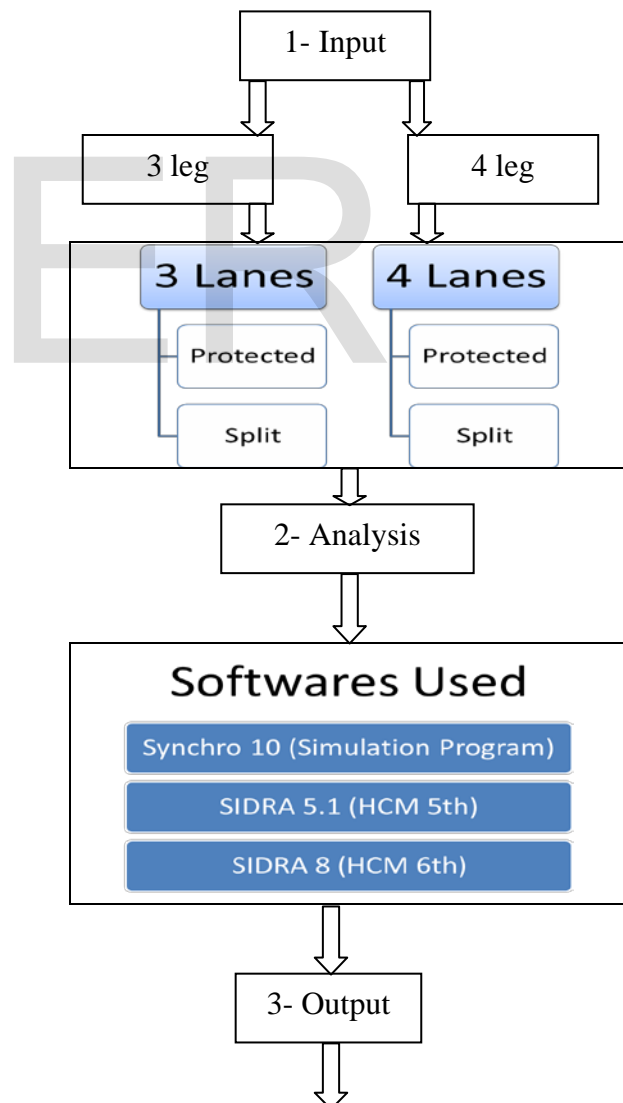 1- Input
3 leg
4 leg
ER
3 Lanes
4 Lanes
Protected
Protected
Split
Split
2- Analysis
Softwares Used
Synchro 10 (Simulation Program)
SIDRA 5.1 (HCM 5th)
SIDRA 8 (HCM 6th)
3- Output